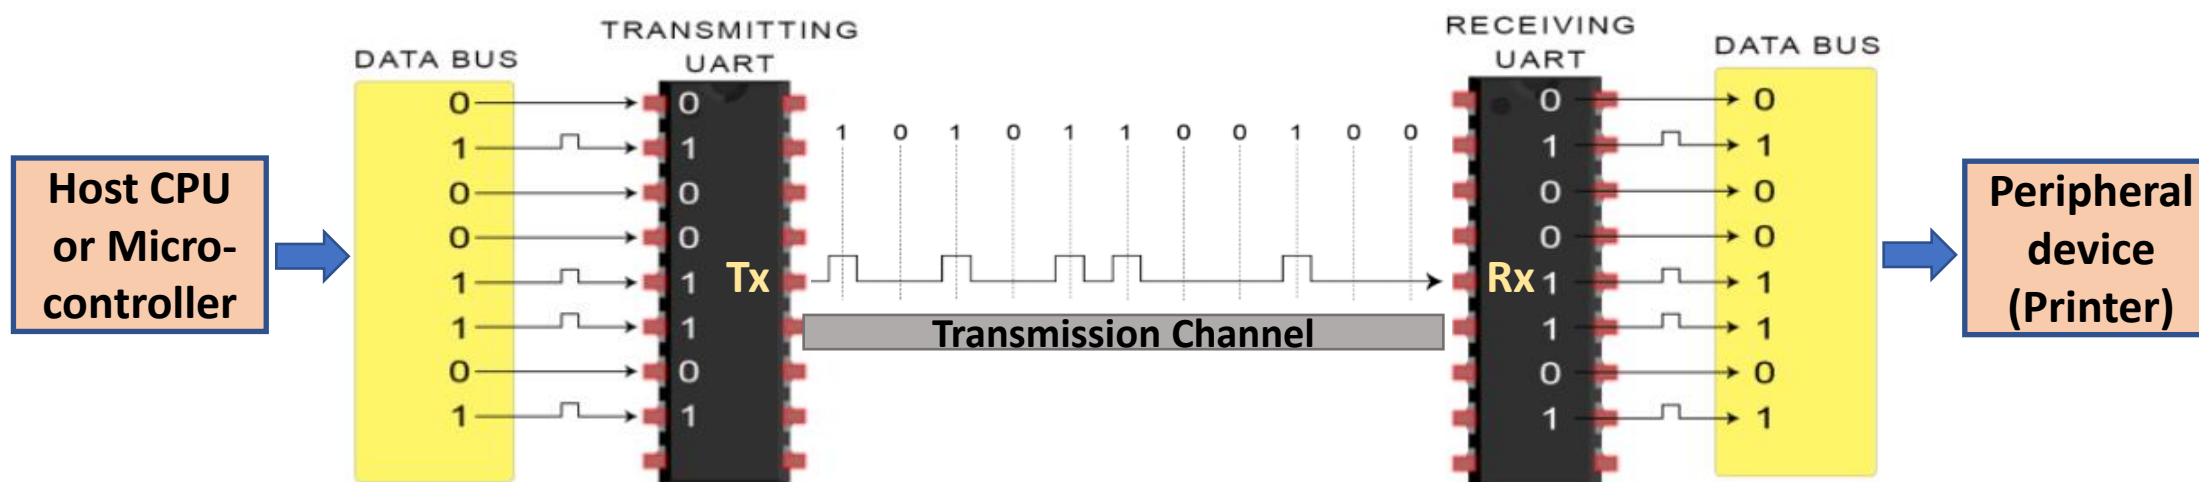 Host CPU
or Micro-
controller
DATA BUS
0
1
0
0
1
1
0
1
TRANSMITTING
UART
0
1
0
0
1
1
0
1
Tx
1 0 1 0 1 1 0 0 1 0 0
Transmission Channel
RECEIVING
UART
Rx
0
1
0
0
1
1
0
1
DATA BUS
0
1
0
0
1
1
0
1
Peripheral
device
(Printer)